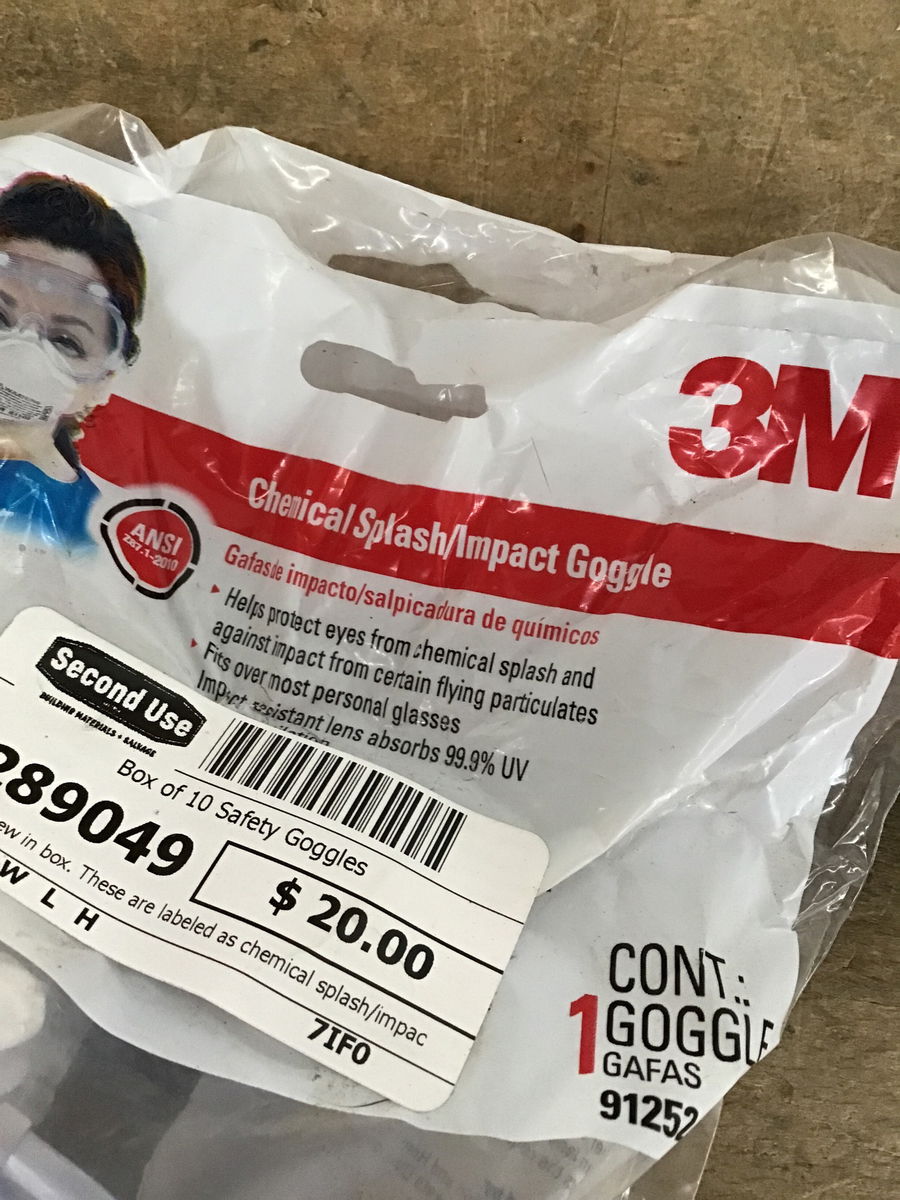 3M
Chemical Splash/Impact Goggle
ANSI
Z87.1-2010
Gafas de impacto/salpicadura de químicos
Helps protect eyes from chemical splash and
against impact from certain flying particulates
Fits over most personal glasses
Impact resistant lens absorbs 99.9% UV
Second Use
BUILDING MATERIALS + SALVAGE
Box of 10 Safety Goggles
289049
$ 20.00
ew in box. These are labeled as chemical splash/impac
W L H
7IF0
CONT.:
1 GOGGLE
GAFAS
91252